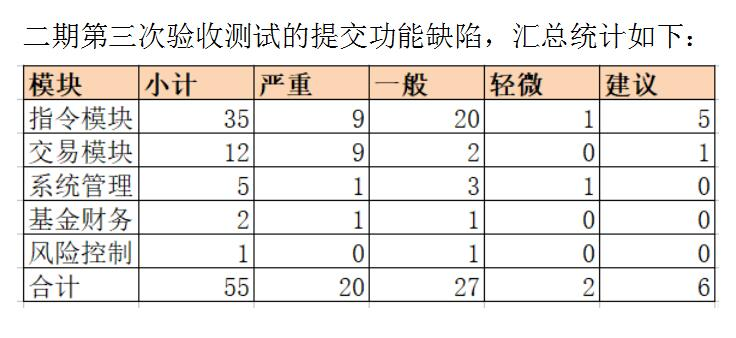 二期第三次验收测试的提交功能缺陷，汇总统计如下：
模块 小计 严重 一般 轻微 建议
指令模块 35 9 20 1 5
交易模块 12 9 2 0 1
系统管理 5 1 3 1 0
基金财务 2 1 1 0 0
风险控制 1 0 1 0 0
合计 55 20 27 2 6